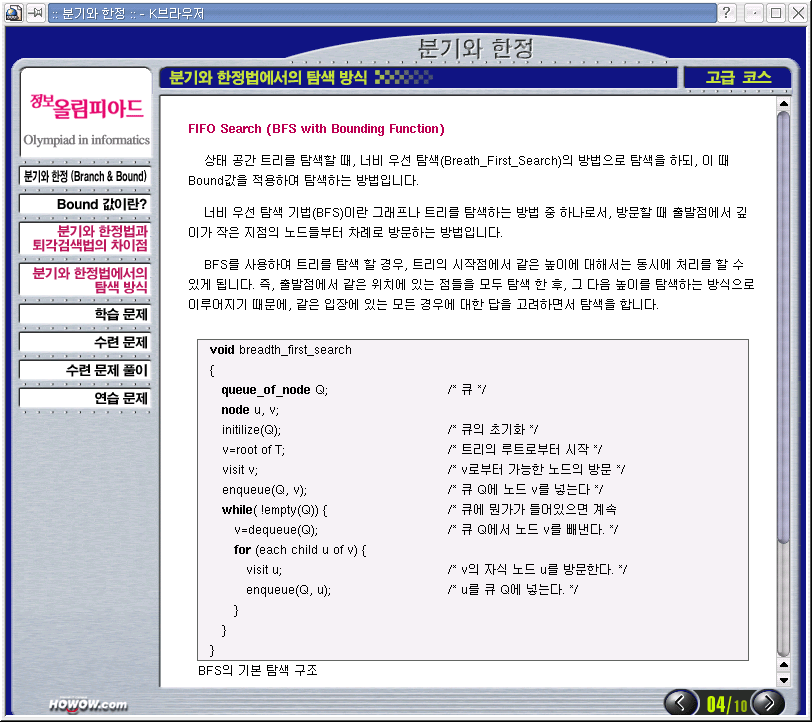 :: 분기와 한정 :: - K브라우저
분기와 한정
분기와 한정법에서의 탐색 방식
고급 코스
정보올림피아드
Olympiad in informatics
분기와 한정 (Branch & Bound)
Bound 값이란?
분기와 한정법과
퇴각검색법의 차이점
분기와 한정법에서의
탐색 방식
학습 문제
수련 문제
수련 문제 풀이
연습 문제
FIFO Search (BFS with Bounding Function)
상태 공간 트리를 탐색할 때, 너비 우선 탐색(Breath_First_Search)의 방법으로 탐색을 하되, 이 때
Bound값을 적용하여 탐색하는 방법입니다.
너비 우선 탐색 기법(BFS)이란 그래프나 트리를 탐색하는 방법 중 하나로서, 방문할 때 출발점에서 깊
이가 작은 지점의 노드들부터 차례로 방문하는 방법입니다.
BFS를 사용하여 트리를 탐색 할 경우, 트리의 시작점에서 같은 높이에 대해서는 동시에 처리를 할 수
있게 됩니다. 즉, 출발점에서 같은 위치에 있는 점들을 모두 탐색 한 후, 그 다음 높이를 탐색하는 방식으로
이루어지기 때문에, 같은 입장에 있는 모든 경우에 대한 답을 고려하면서 탐색을 합니다.
void breadth_first_search
{
queue_of_node Q; /* 큐 */
node u, v;
initilize(Q); /* 큐의 초기화 */
v=root of T; /* 트리의 루트로부터 시작 */
visit v; /* v로부터 가능한 노드의 방문 */
enqueue(Q, v); /* 큐 Q에 노드 v를 넣는다 */
while( !empty(Q)) { /* 큐에 뭔가가 들어있으면 계속
v=dequeue(Q); /* 큐 Q에서 노드 v를 빼낸다. */
for (each child u of v) {
visit u; /* v의 자식 노드 u를 방문한다. */
enqueue(Q, u); /* u를 큐 Q에 넣는다. */
}
}
}
BFS의 기본 탐색 구조
HOWOW.com
04/10